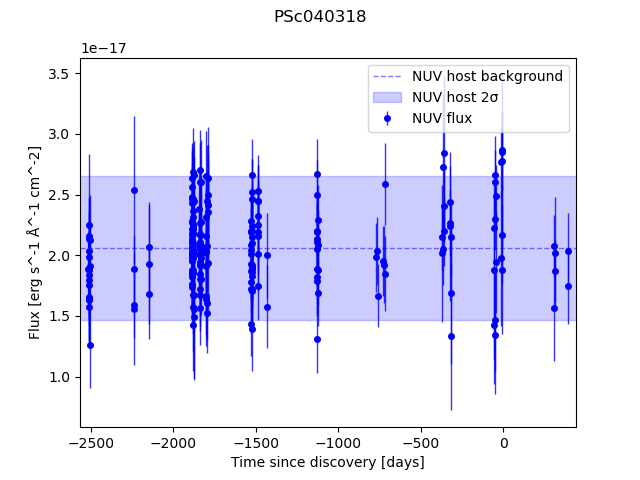 PSc040318
1e−17
3.5
3.0
2.5
2.0
1.5
1.0
Flux [erg s^-1 Å^-1 cm^-2]
NUV host background
NUV host 2σ
NUV flux
−2500 −2000 −1500 −1000 −500 0
Time since discovery [days]